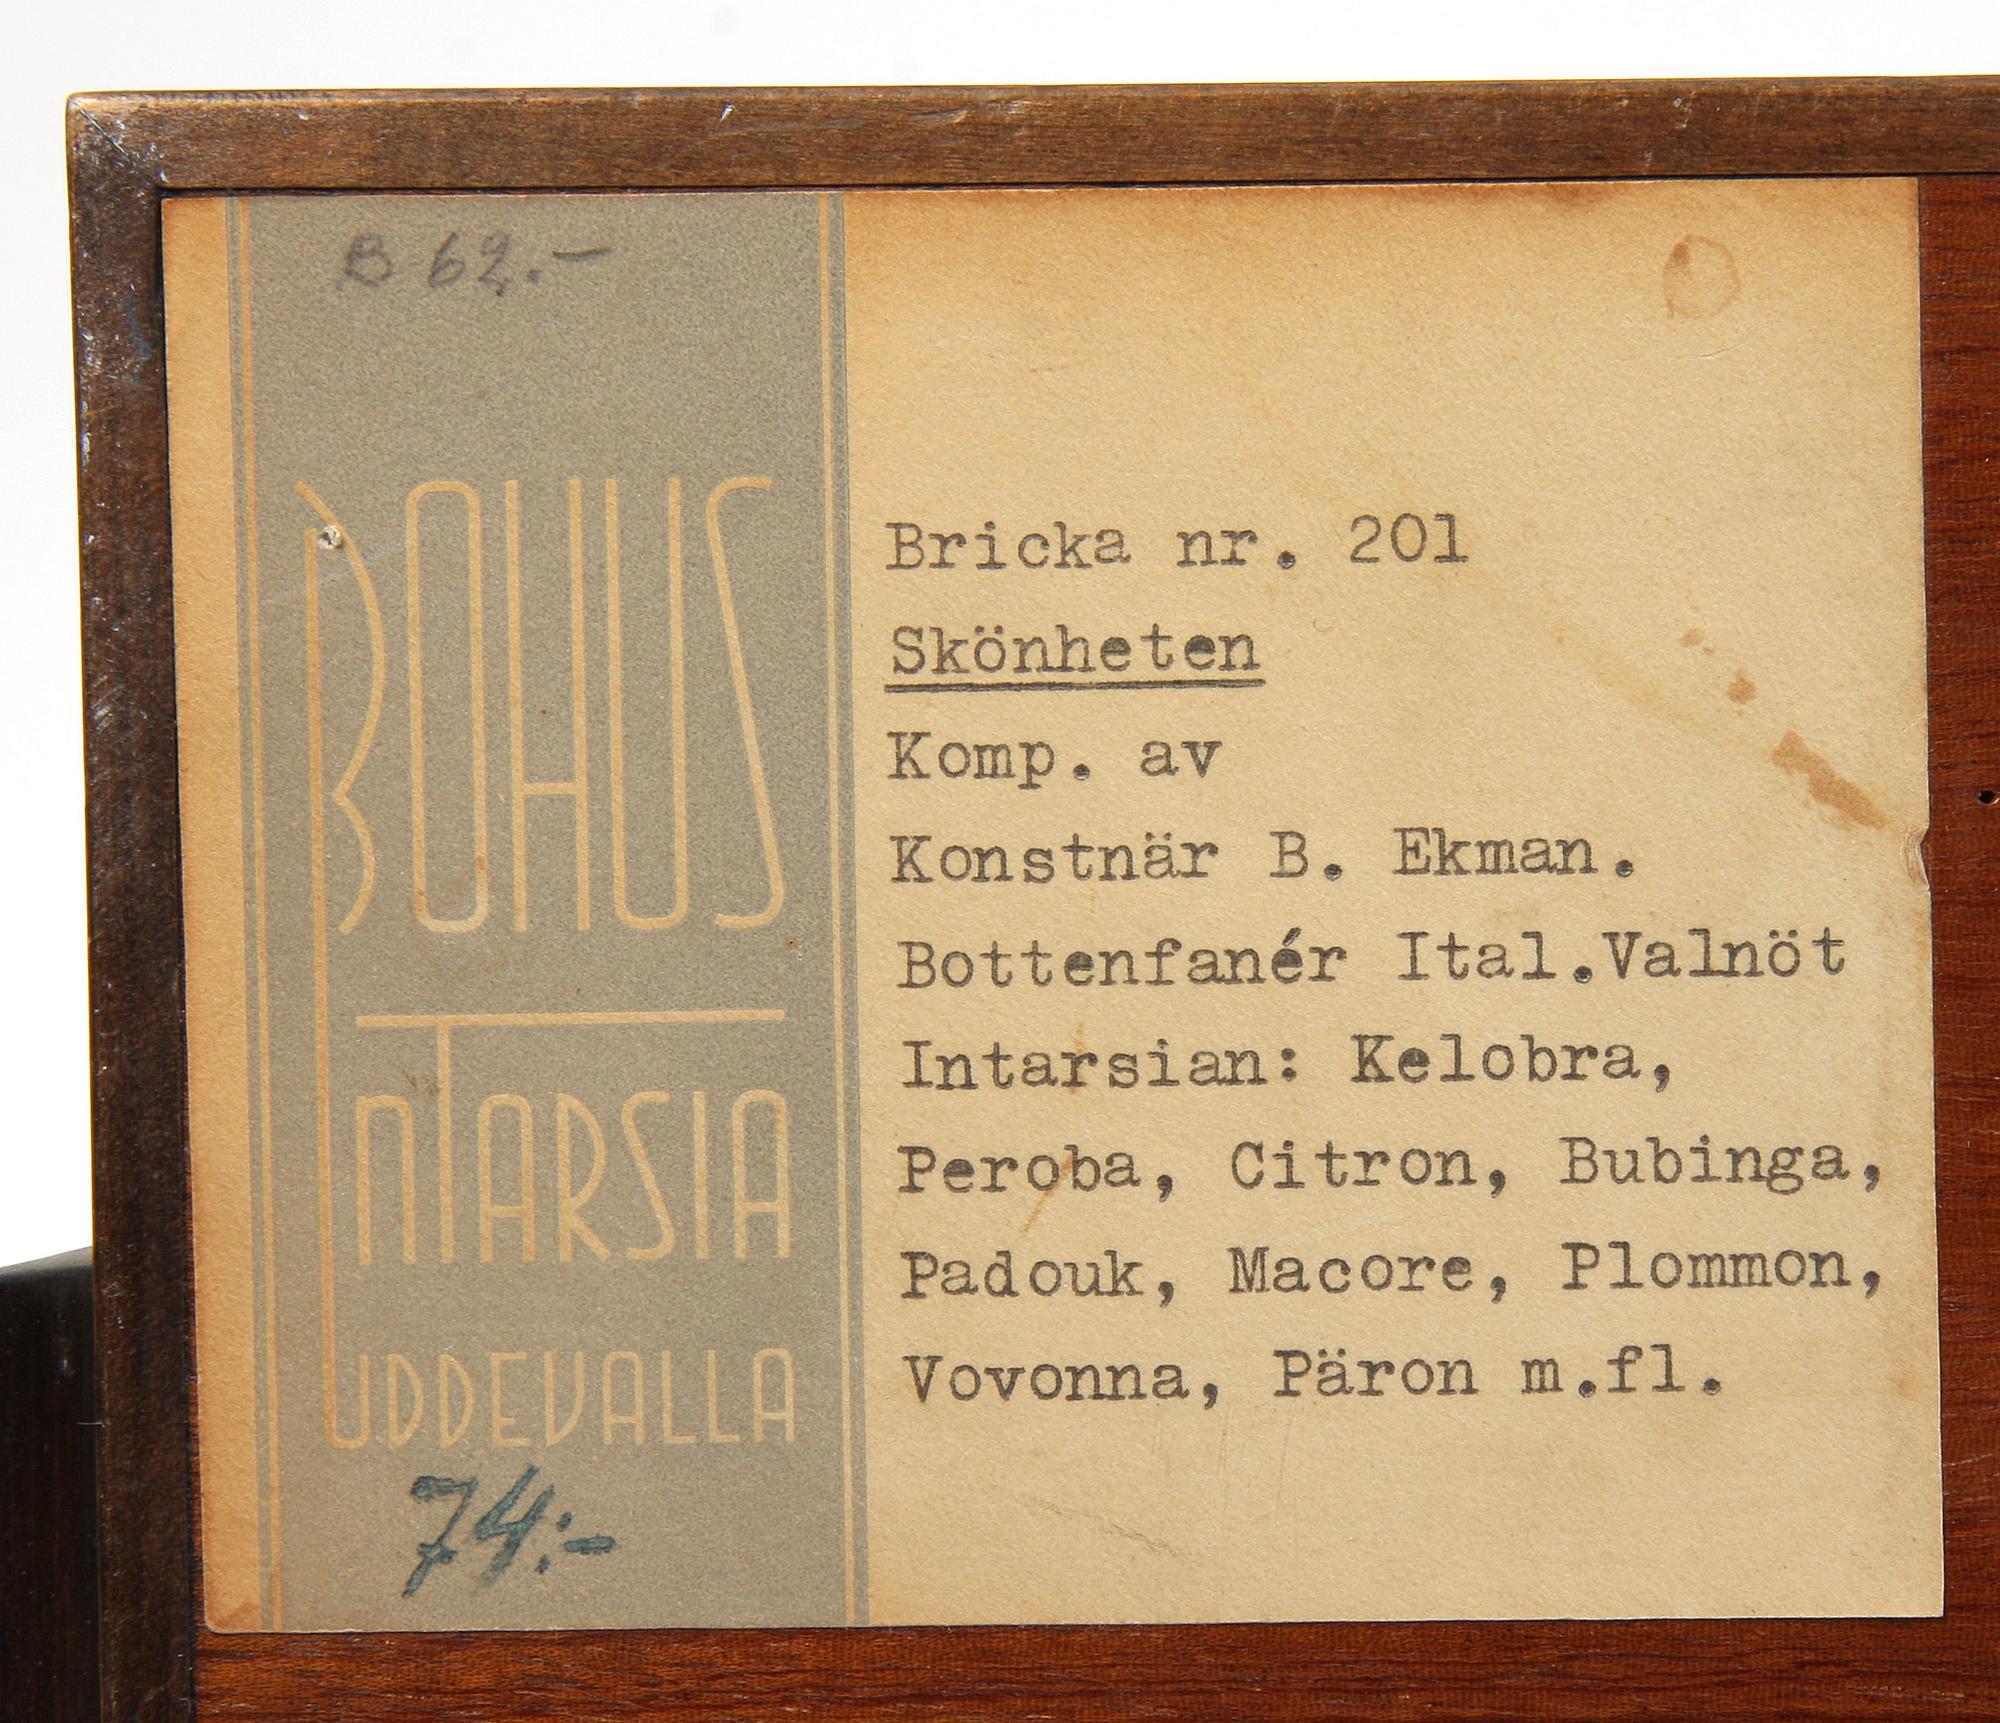 B 62.-
BOHUS
INTARSIA
UDDEVALLA
74:-
Bricka nr. 201
Skönheten
Komp. av
Konstnär B. Ekman.
Bottenfanér Ital.Valnöt
Intarsian: Kelobra,
Peroba, Citron, Bubinga,
Padouk, Macore, Plommon,
Vovonna, Päron m.fl.